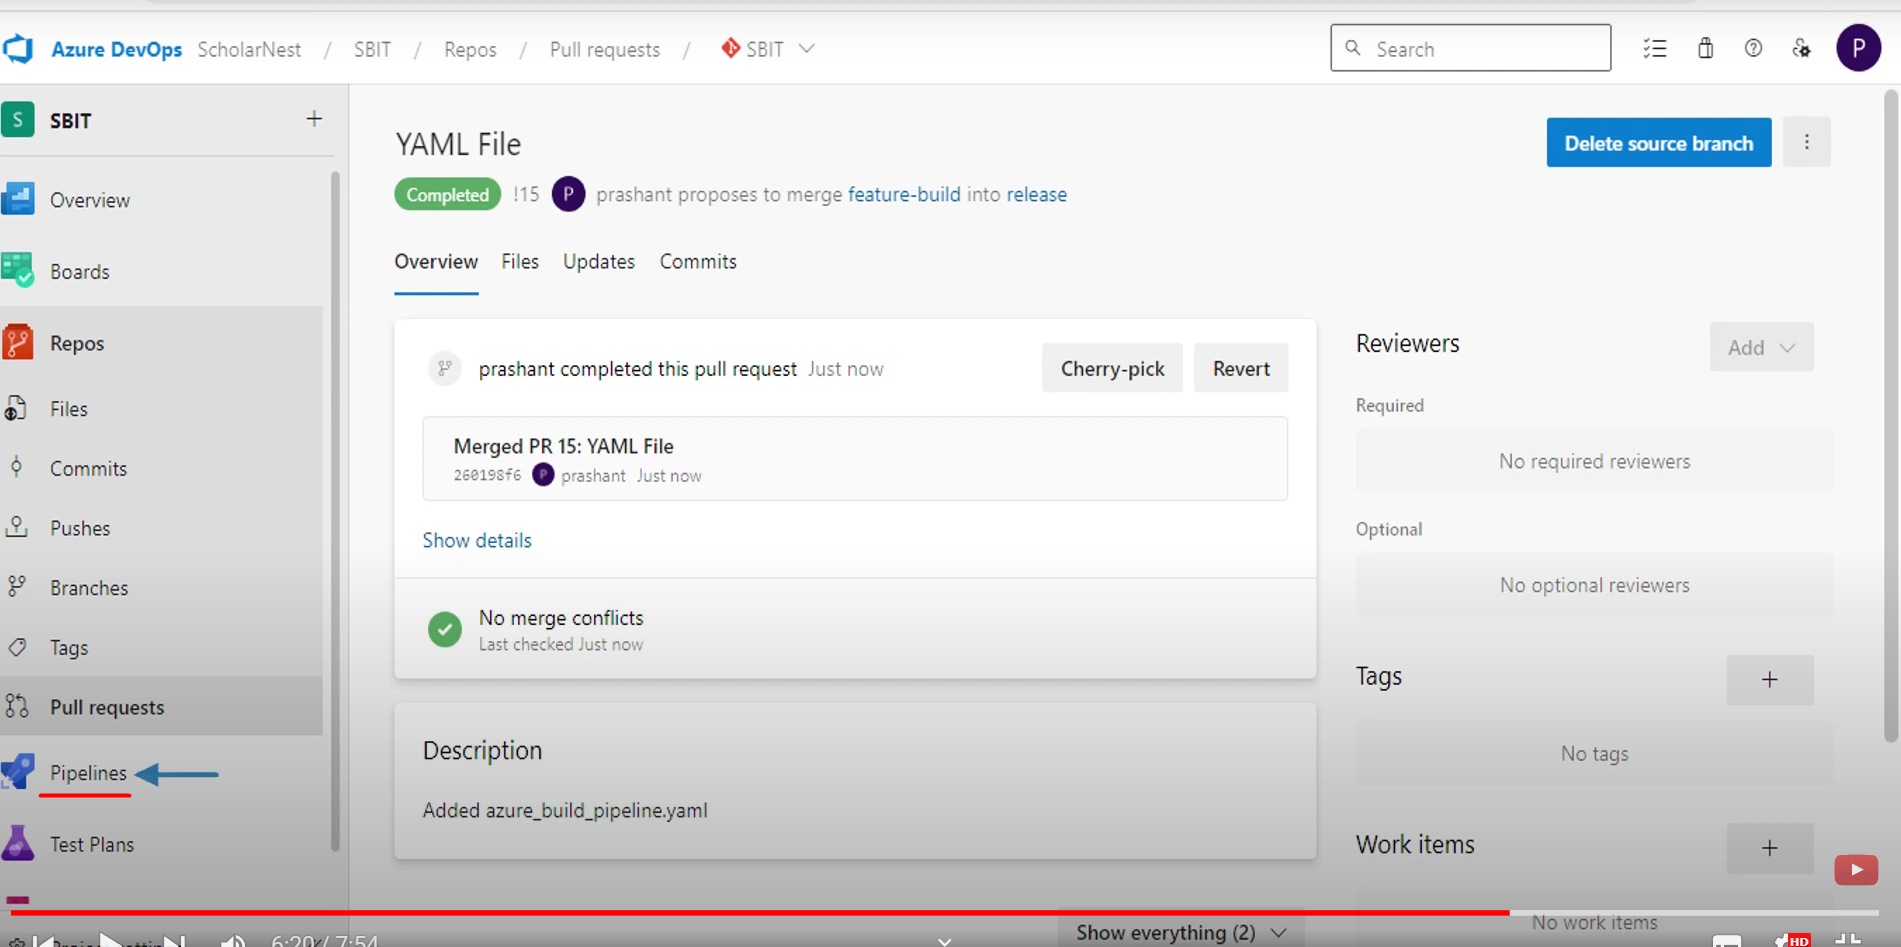 Azure DevOps ScholarNest / SBIT / Repos / Pull requests / SBIT
Search
P
S SBIT +
Overview
Boards
Repos
Files
Commits
Pushes
Branches
Tags
Pull requests
Pipelines
Test Plans
YAML File
Delete source branch
Completed !15 P prashant proposes to merge feature-build into release
Overview Files Updates Commits
prashant completed this pull request Just now
Cherry-pick
Revert
Merged PR 15: YAML File
260198f6 P prashant Just now
Show details
No merge conflicts
Last checked Just now
Description
Added azure_build_pipeline.yaml
Show everything (2)
Reviewers
Add
Required
No required reviewers
Optional
No optional reviewers
Tags
+
No tags
Work items
+
No work items
6:20 / 7:54
HD